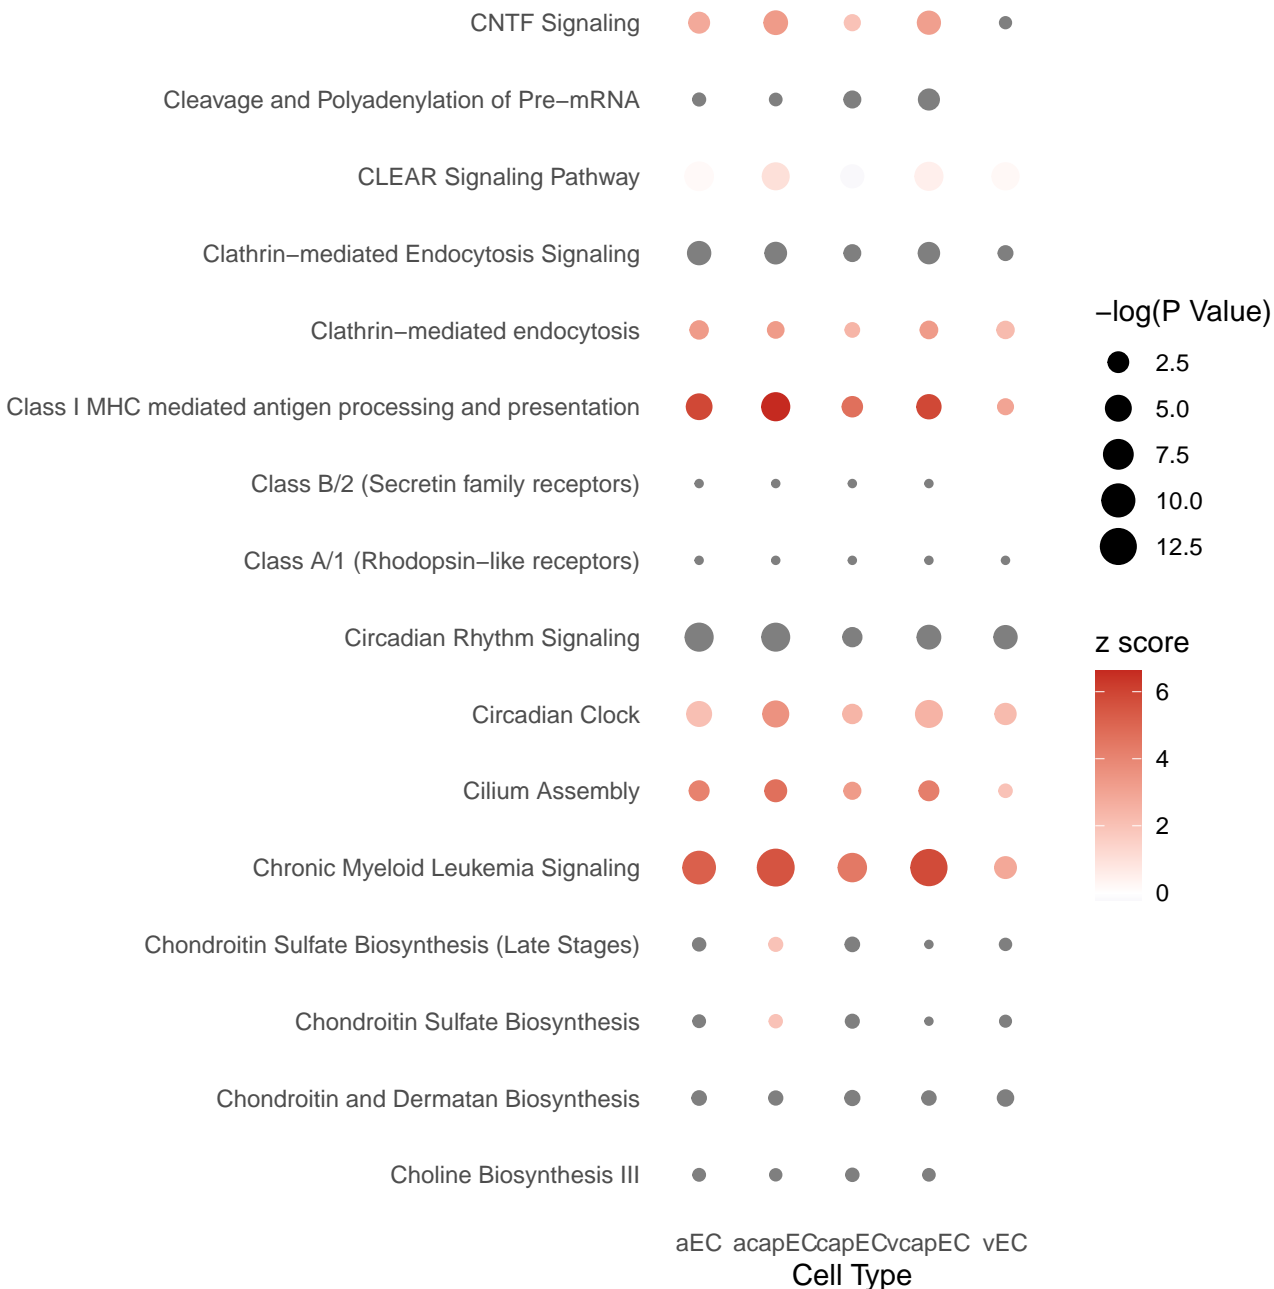 CNTF Signaling
Cleavage and Polyadenylation of Pre−mRNA
CLEAR Signaling Pathway
Clathrin−mediated Endocytosis Signaling
Clathrin−mediated endocytosis
Class I MHC mediated antigen processing and presentation
Class B/2 (Secretin family receptors)
Class A/1 (Rhodopsin−like receptors)
Circadian Rhythm Signaling
Circadian Clock
Cilium Assembly
Chronic Myeloid Leukemia Signaling
Chondroitin Sulfate Biosynthesis (Late Stages)
Chondroitin Sulfate Biosynthesis
Chondroitin and Dermatan Biosynthesis
Choline Biosynthesis III
aEC acapEC capEC vcapEC vEC
Cell Type
−log(P Value)
2.5
5.0
7.5
10.0
12.5
z score
6
4
2
0